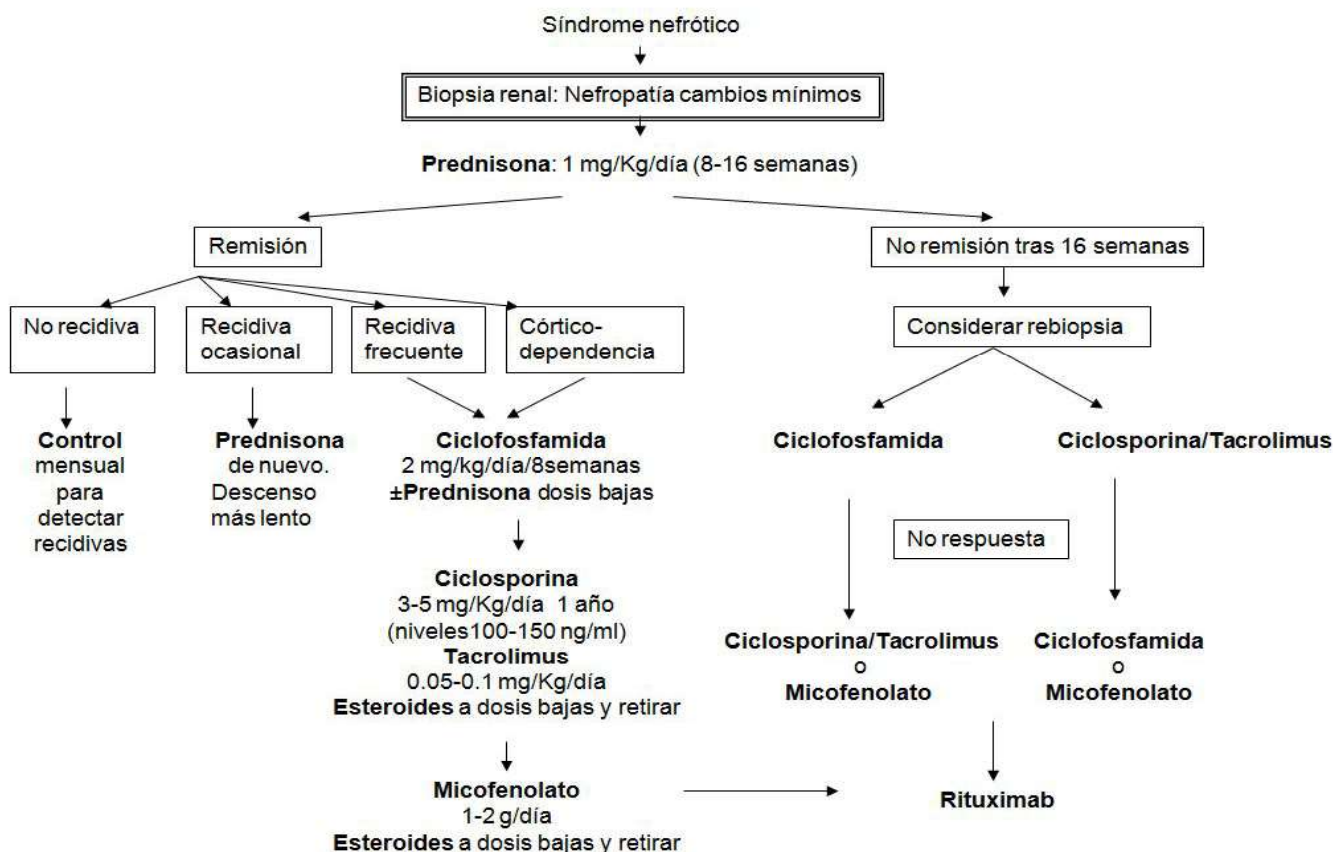 Síndrome nefrótico
Biopsia renal: Nefropatía cambios mínimos
Prednisona: 1 mg/Kg/día (8-16 semanas)
Remisión
No remisión tras 16 semanas
No recidiva
Recidiva
ocasional
Recidiva
frecuente
Córtico-
dependencia
Considerar rebiopsia
Control
mensual
para
detectar
recidivas
Prednisona
de nuevo.
Descenso
más lento
Ciclofosfamida
2 mg/kg/día/8semanas
±Prednisona dosis bajas
Ciclofosfamida
Ciclosporina/Tacrolimus
No respuesta
Ciclosporina
3-5 mg/Kg/día 1 año
(niveles100-150 ng/ml)
Tacrolimus
0.05-0.1 mg/Kg/día
Esteroides a dosis bajas y retirar
Ciclosporina/Tacrolimus
o
Micofenolato
Ciclofosfamida
o
Micofenolato
Micofenolato
1-2 g/día
Esteroides a dosis bajas y retirar
Rituximab